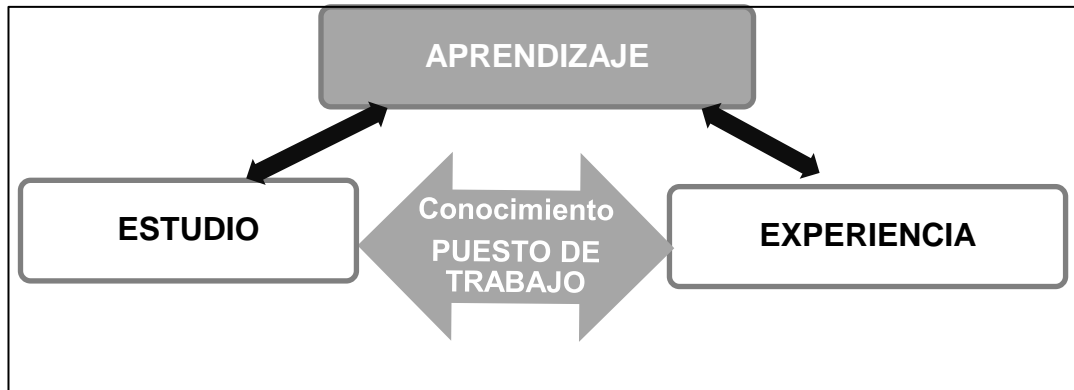 APRENDIZAJE
ESTUDIO
Conocimiento
PUESTO DE
TRABAJO
EXPERIENCIA